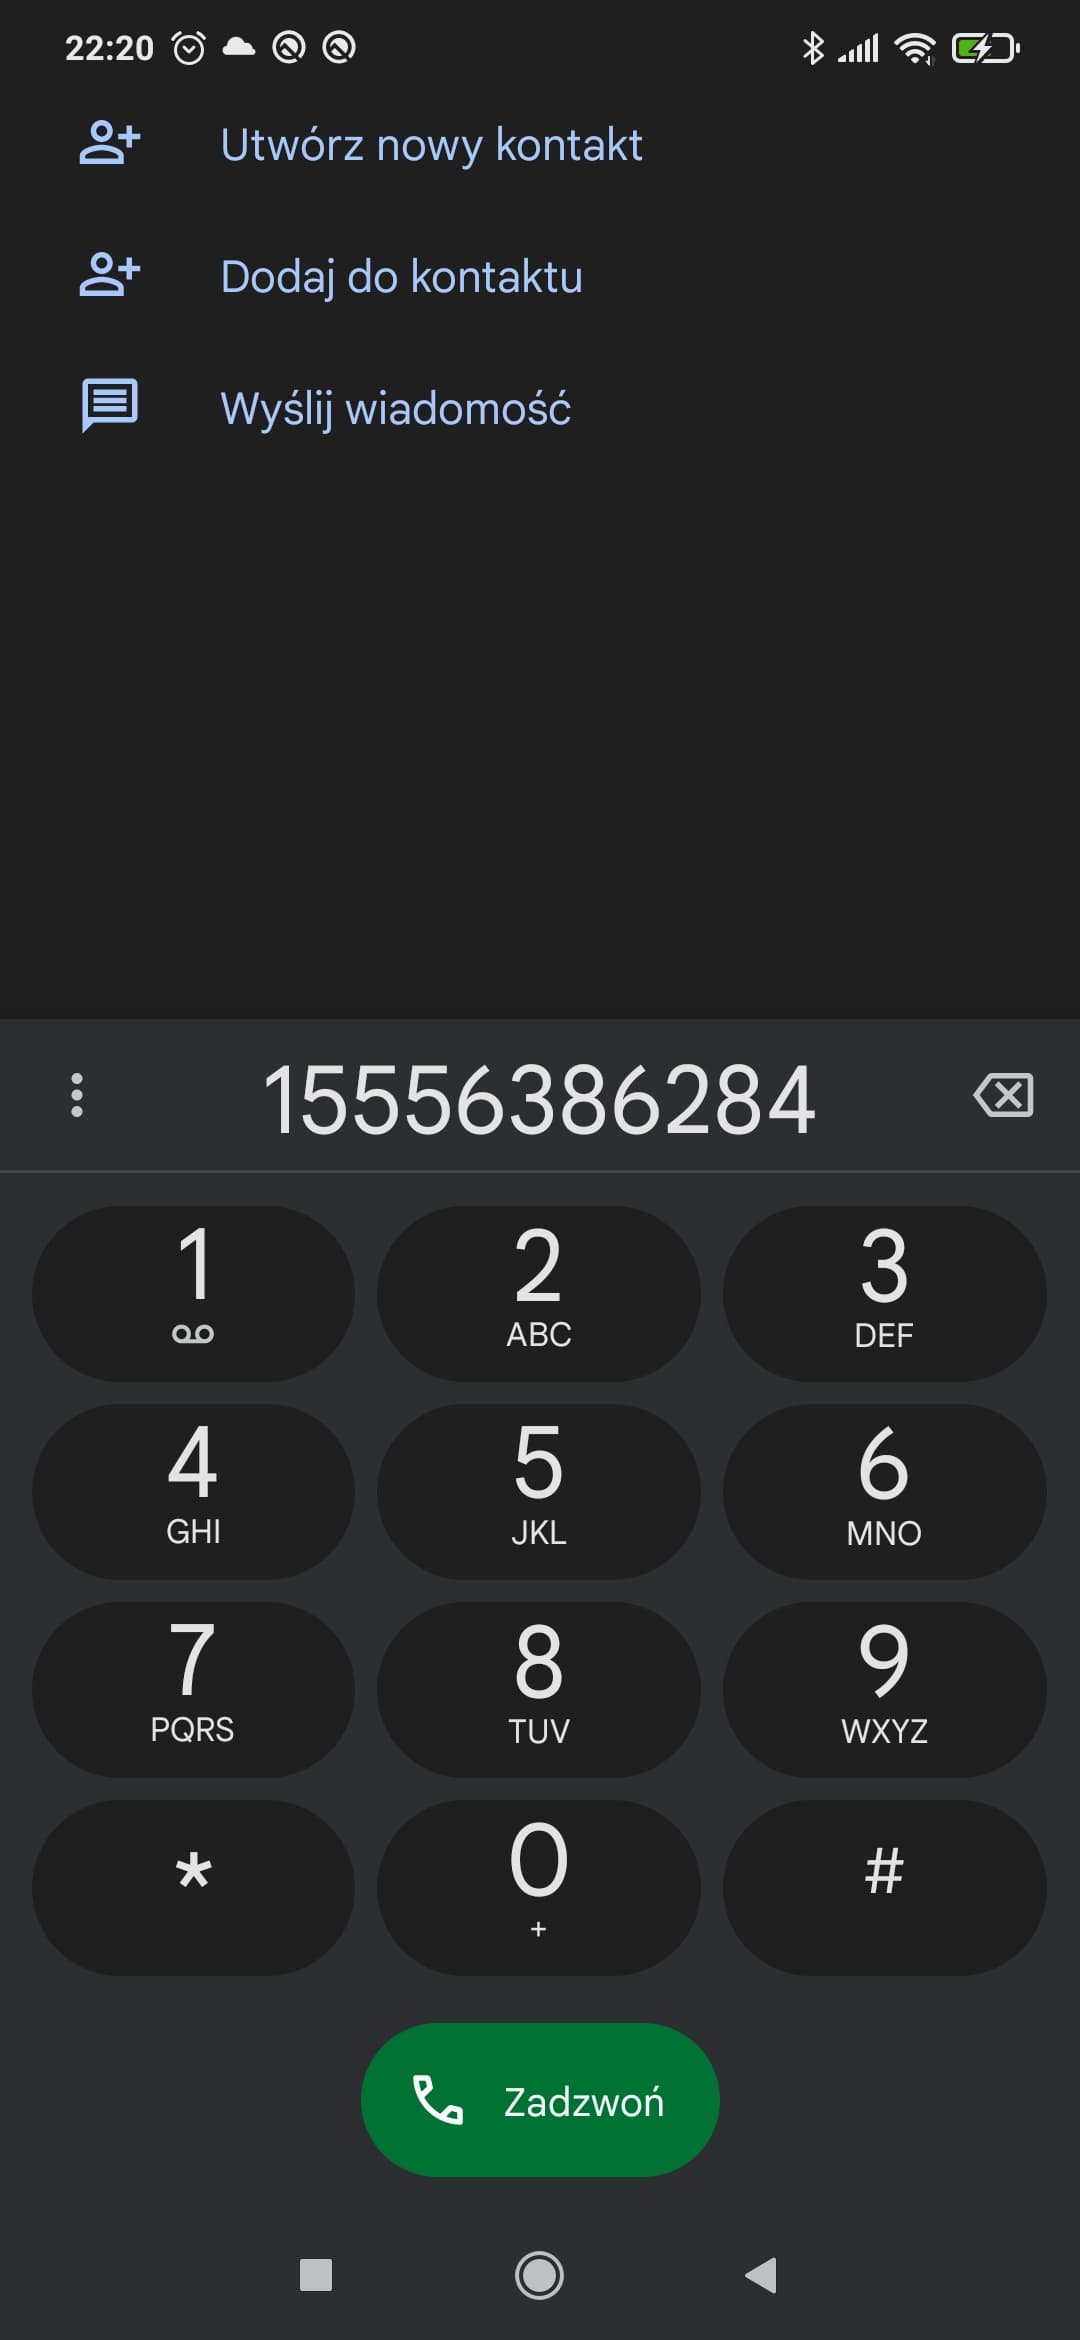 22:20
Utwórz nowy kontakt
Dodaj do kontaktu
Wyślij wiadomość
15556386284
1
2
ABC
3
DEF
4
GHI
5
JKL
6
MNO
7
PQRS
8
TUV
9
WXYZ
*
0
+
#
Zadzwoń